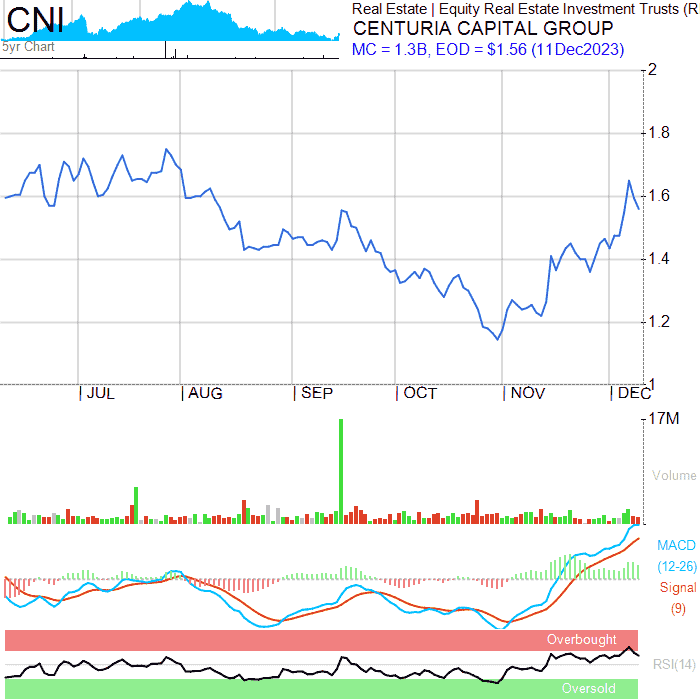 CNI
5yr Chart
Real Estate | Equity Real Estate Investment Trusts (R
CENTURIA CAPITAL GROUP
MC = 1.3B, EOD = $1.56 (11Dec2023)
2
1.8
1.6
1.4
1.2
1
| JUL | AUG | SEP | OCT | NOV | DEC
17M
Volume
MACD
(12-26)
Signal
(9)
Overbought
RSI(14)
Oversold